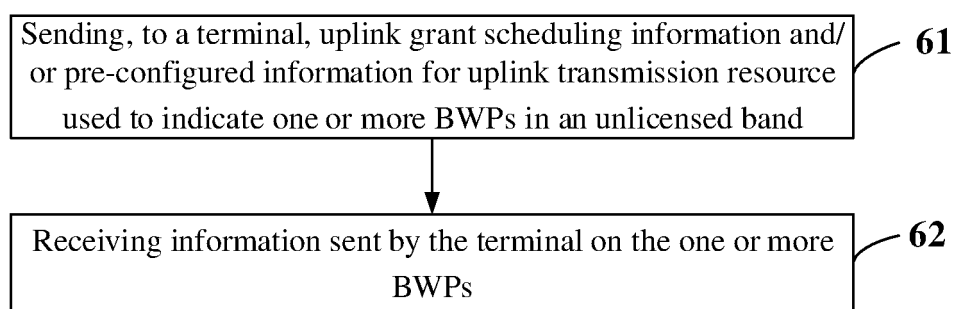 Sending, to a terminal, uplink grant scheduling information and/
or pre-configured information for uplink transmission resource
used to indicate one or more BWPs in an unlicensed band
61
Receiving information sent by the terminal on the one or more
BWPs
62